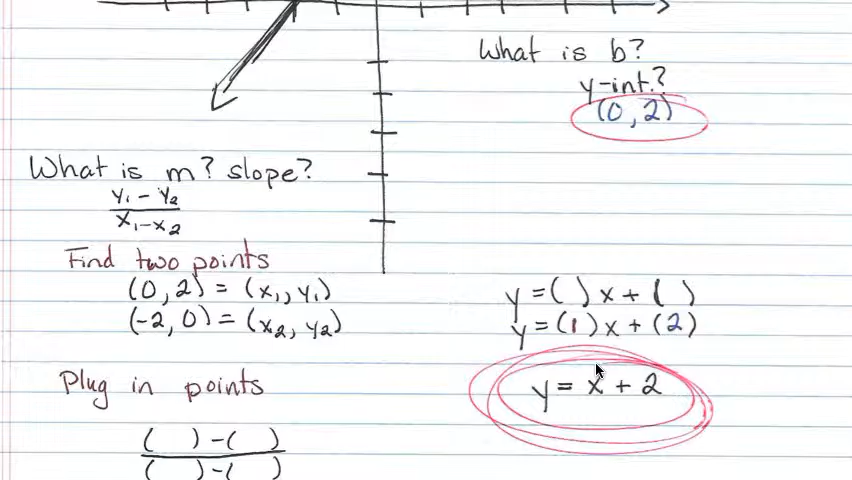 What is b?
y-int.?
(0, 2)
What is m? slope?
y₁ - y₂
x₁ - x₂
Find two points
(0, 2) = (x₁, y₁)
(-2, 0) = (x₂, y₂)
Plug in points
( ) - ( )
( ) - ( )
y = ( ) x + ( )
y = (1) x + (2)
y = x + 2